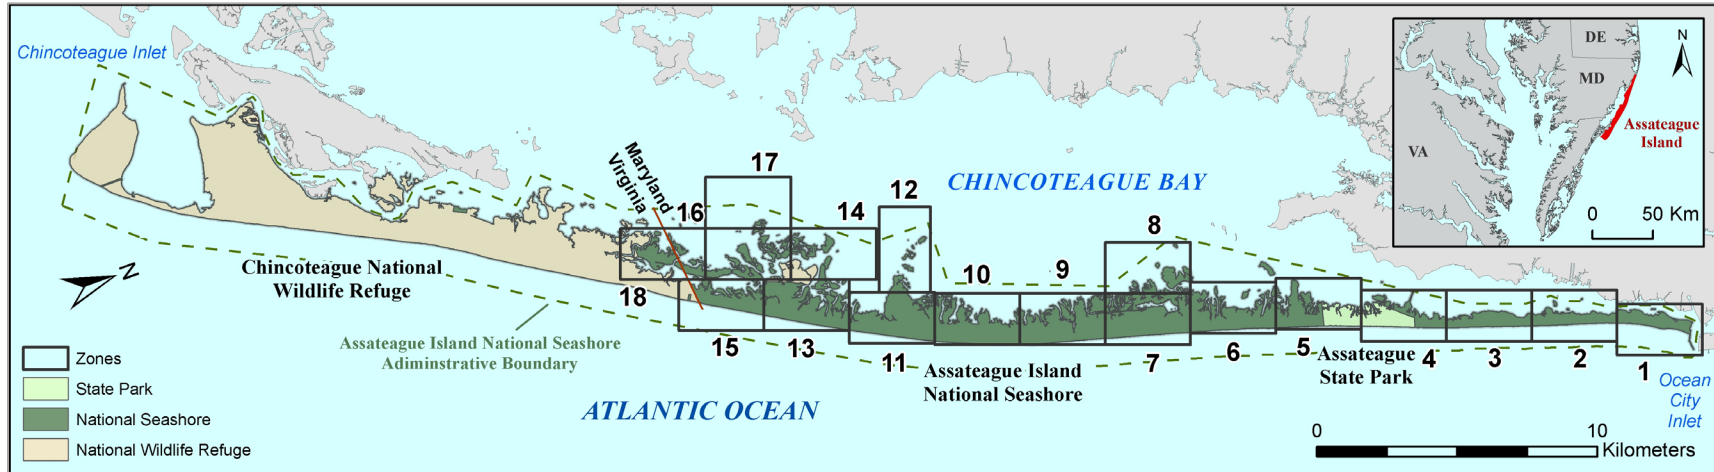 Chincoteague Inlet
Maryland
Virginia
17
16
14
12
CHINCOTEAGUE BAY
8
10
9
Chincoteague National
Wildlife Refuge
18
15
13
11
7
6
5
4
3
2
1
Assateague Island National Seashore
Adiminstrative Boundary
Assateague Island
National Seashore
Assateague
State Park
ATLANTIC OCEAN
Ocean
City
Inlet
N
Zones
State Park
National Seashore
National Wildlife Refuge
0
10
Kilometers
DE
MD
VA
N
Assateague
Island
0
50 Km